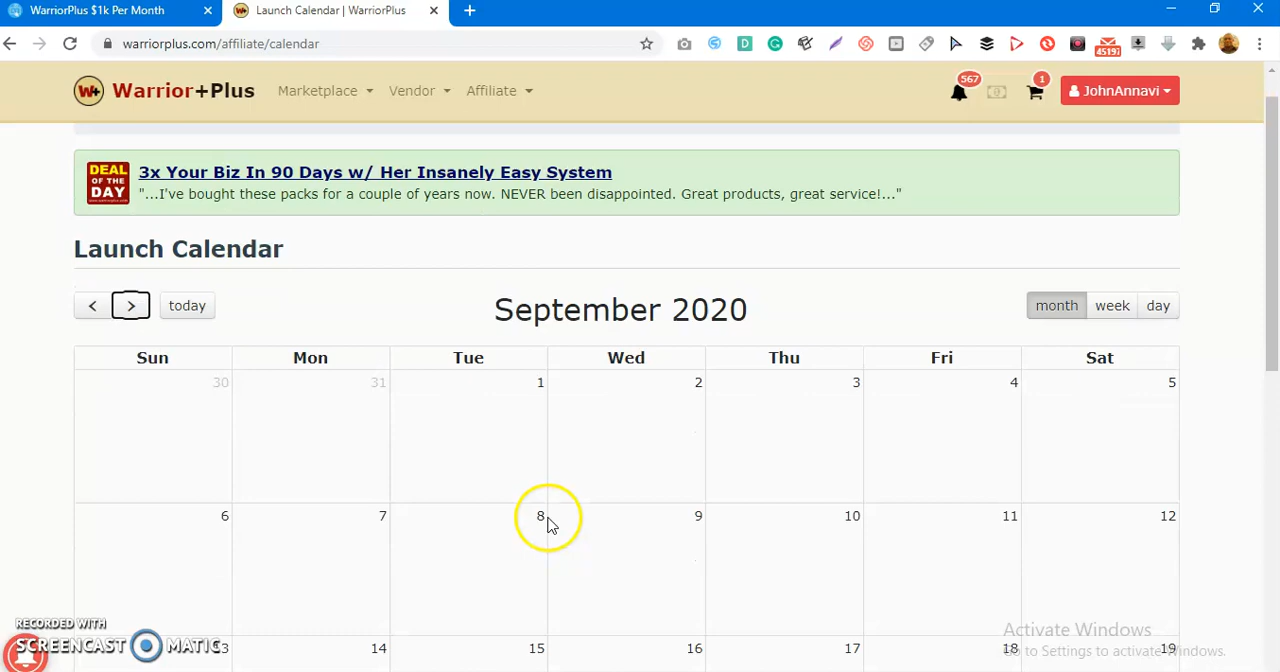 WarriorPlus $1k Per Month
Launch Calendar | WarriorPlus
warriorplus.com/affiliate/calendar
45197
W+ Warrior+Plus Marketplace Vendor Affiliate 567 1 JohnAnnavi
DEAL OF THE DAY
3x Your Biz In 90 Days w/ Her Insanely Easy System
"...I've bought these packs for a couple of years now. NEVER been disappointed. Great products, great service!..."
Launch Calendar
< > today September 2020 month week day
Sun Mon Tue Wed Thu Fri Sat
30 31 1 2 3 4 5
6 7 8 9 10 11 12
13 14 15 16 17 18 19
RECORDED WITH
SCREENCAST MATIC
Activate Windows
Go to Settings to activate Windows.